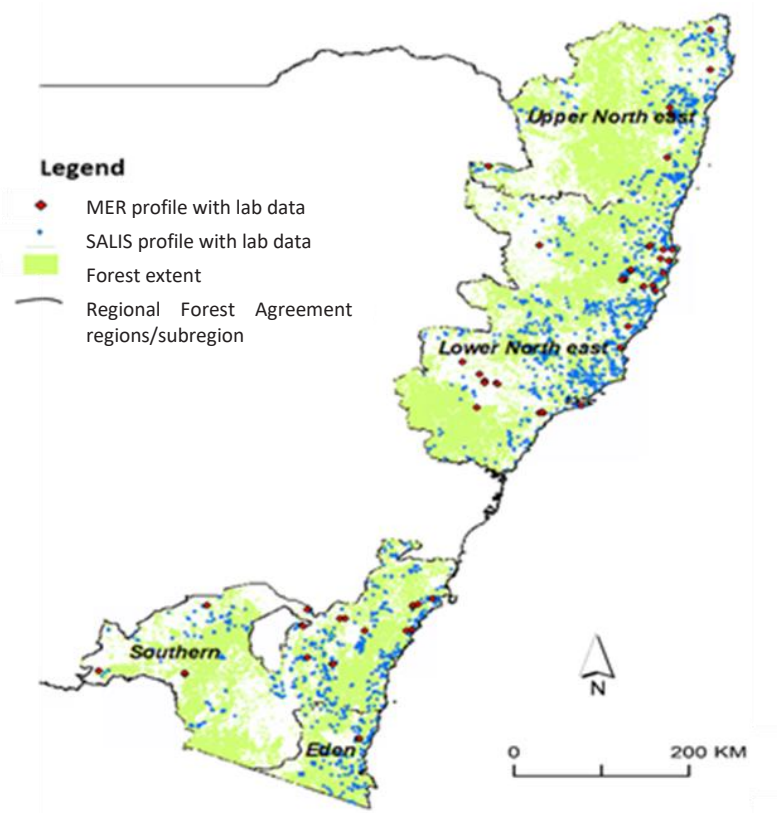 Upper North east
Legend
MER profile with lab data
SALIS profile with lab data
Forest extent
Regional Forest Agreement
regions/subregion
Lower North east
Southern
Eden
N
0 200 KM